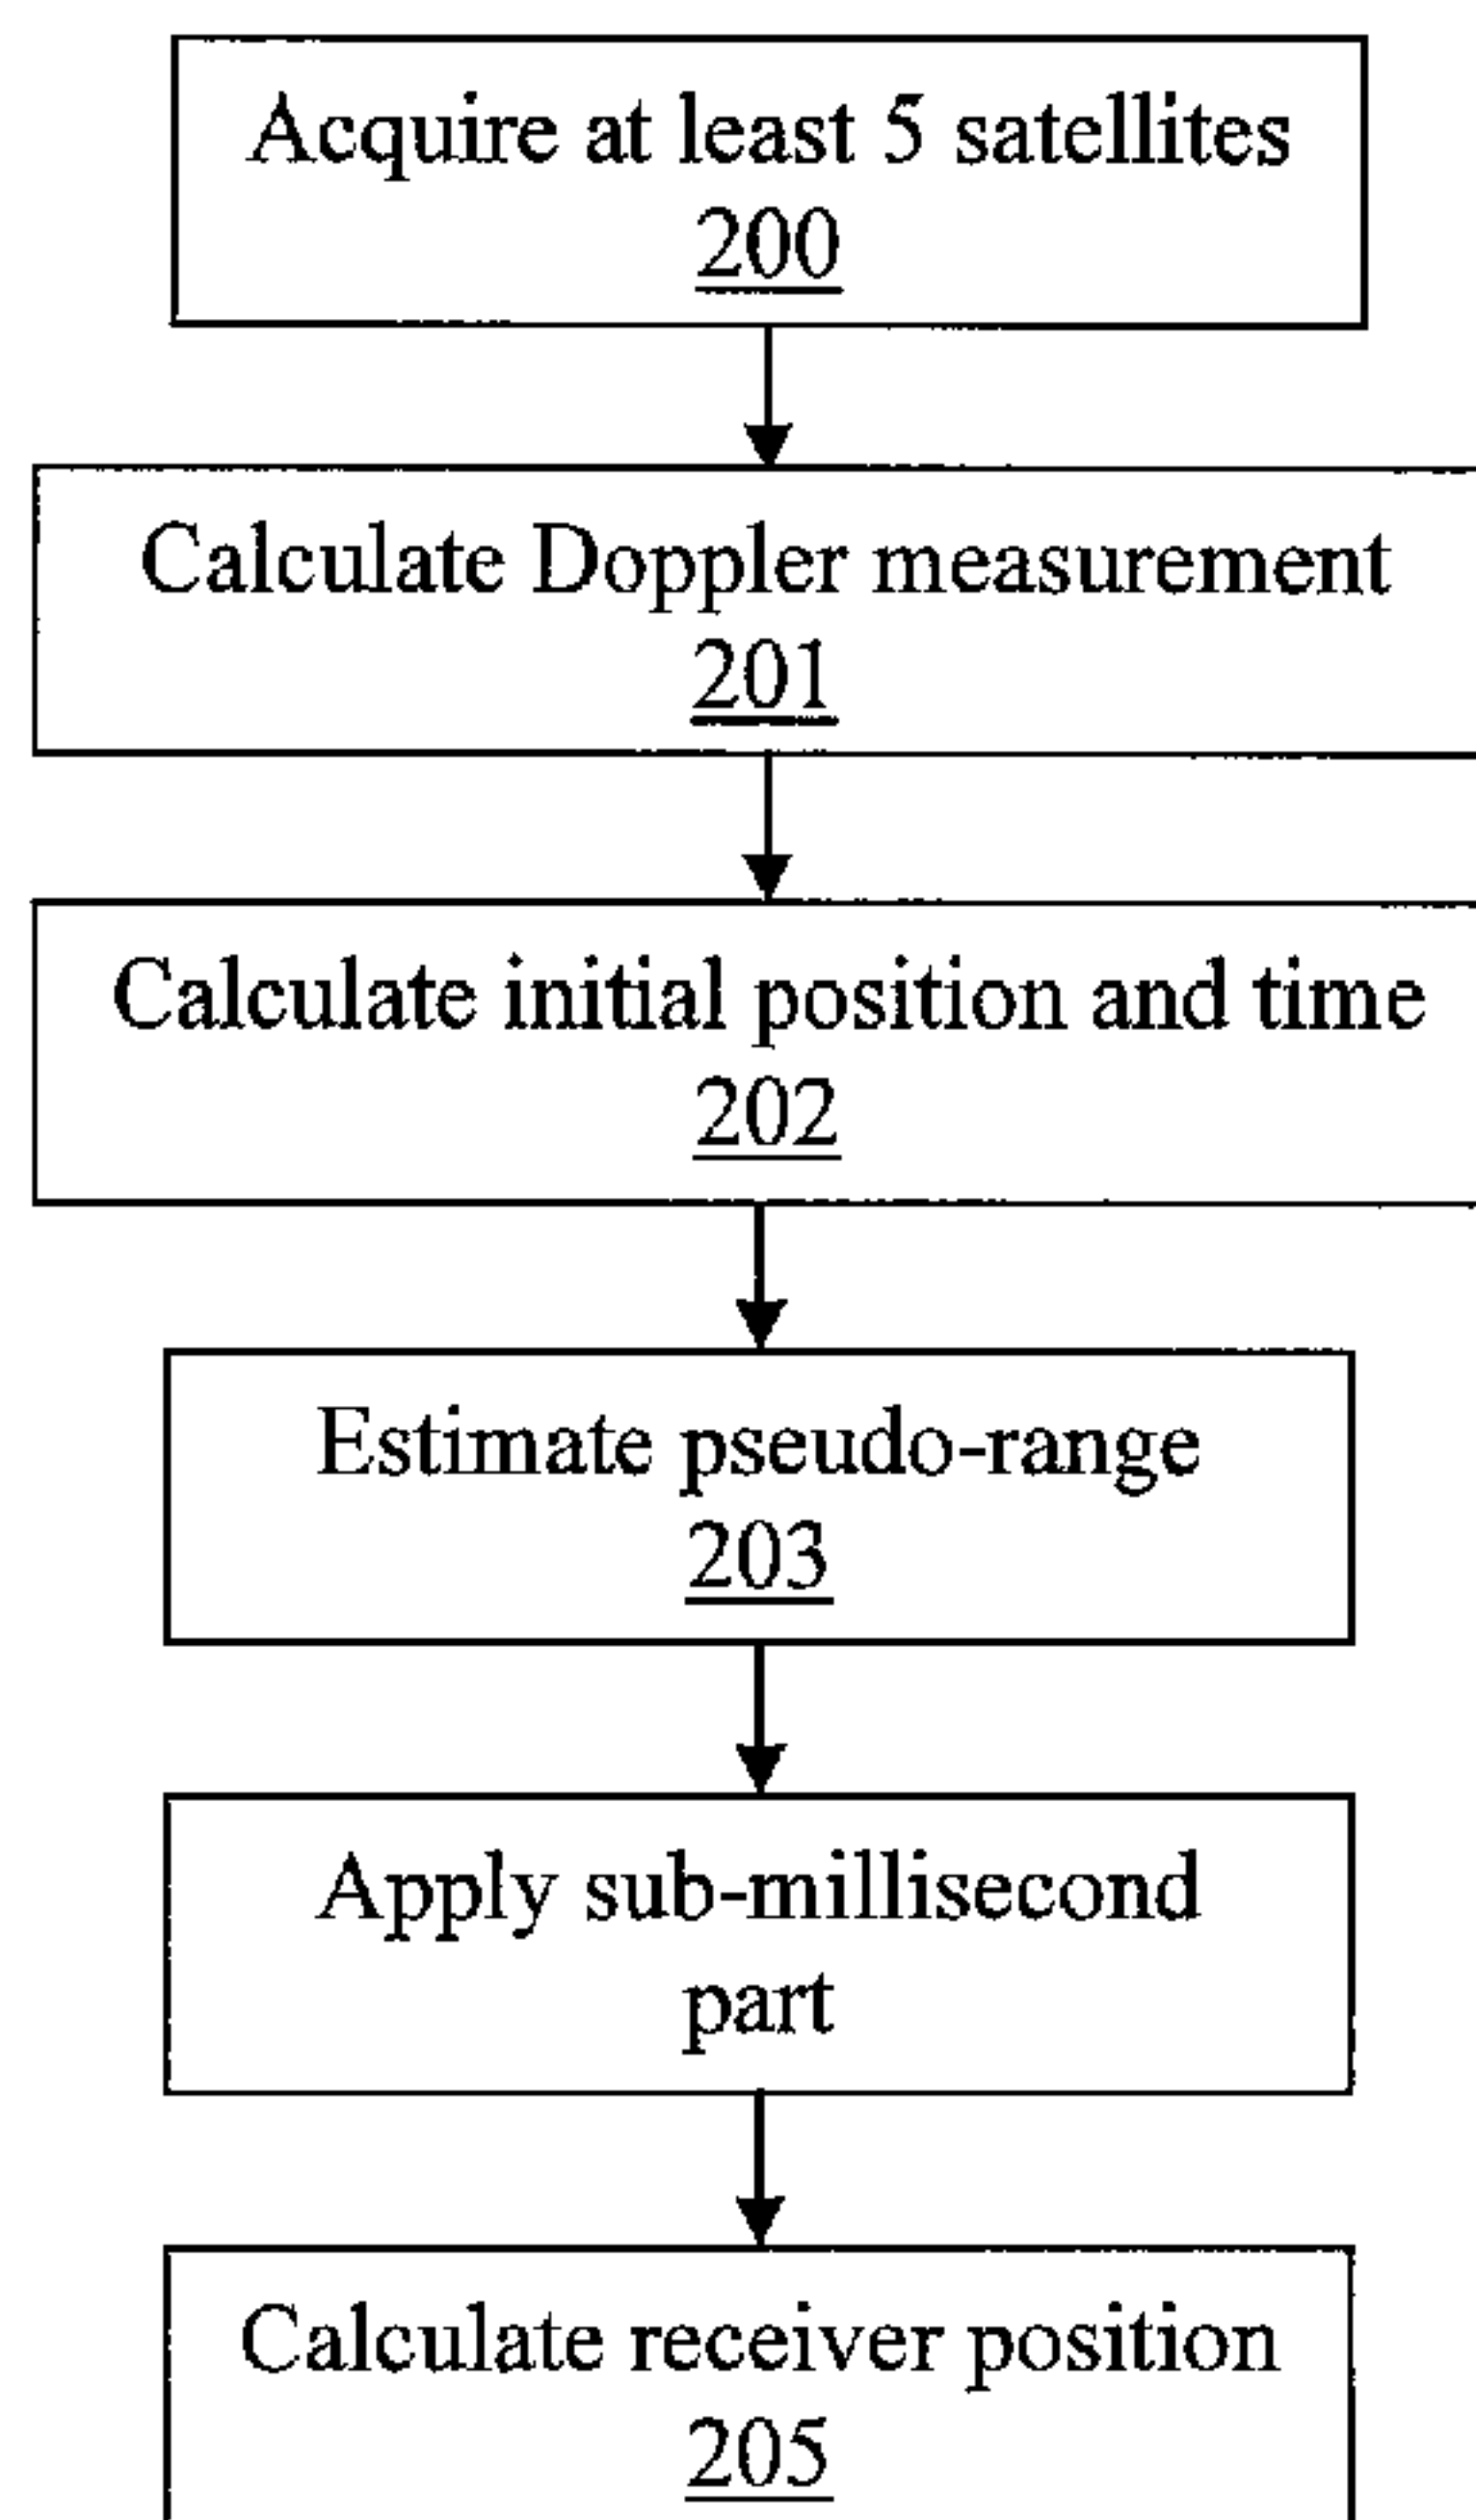 Acquire at least 5 satellites
200
Calculate Doppler measurement
201
Calculate initial position and time
202
Estimate pseudo-range
203
Apply sub-millisecond
part
Calculate receiver position
205